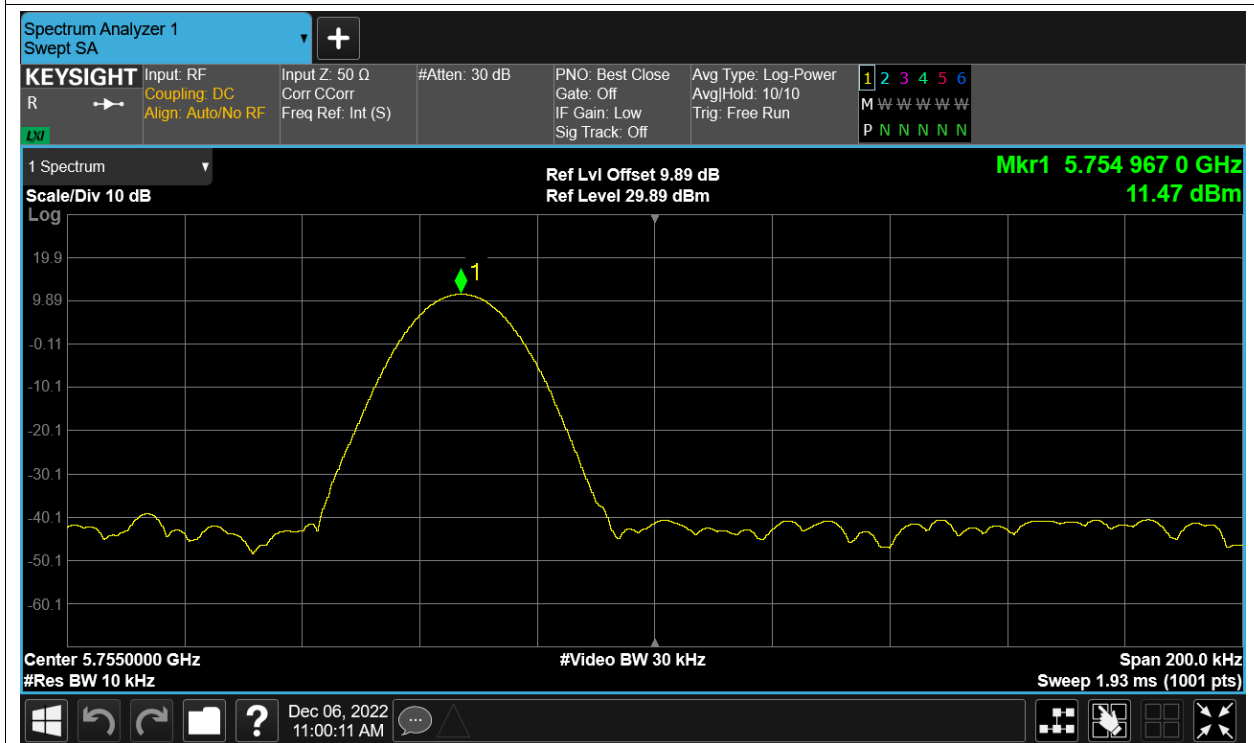 Spectrum Analyzer 1
Swept SA
+
KEYSIGHT
R
LXI
Input: RF
Coupling: DC
Align: Auto/No RF
Input Z: 50 Ω
Corr CCorr
Freq Ref: Int (S)
#Atten: 30 dB
PNO: Best Close
Gate: Off
IF Gain: Low
Sig Track: Off
Avg Type: Log-Power
Avg|Hold: 10/10
Trig: Free Run
1 2 3 4 5 6
M W W W W W
P N N N N N
1 Spectrum
Scale/Div 10 dB
Log
Ref Lvl Offset 9.89 dB
Ref Level 29.89 dBm
Mkr1 5.754 967 0 GHz
11.47 dBm
1
19.9
9.89
-0.11
-10.1
-20.1
-30.1
-40.1
-50.1
-60.1
Center 5.7550000 GHz
#Res BW 10 kHz
#Video BW 30 kHz
Span 200.0 kHz
Sweep 1.93 ms (1001 pts)
?
Dec 06, 2022
11:00:11 AM